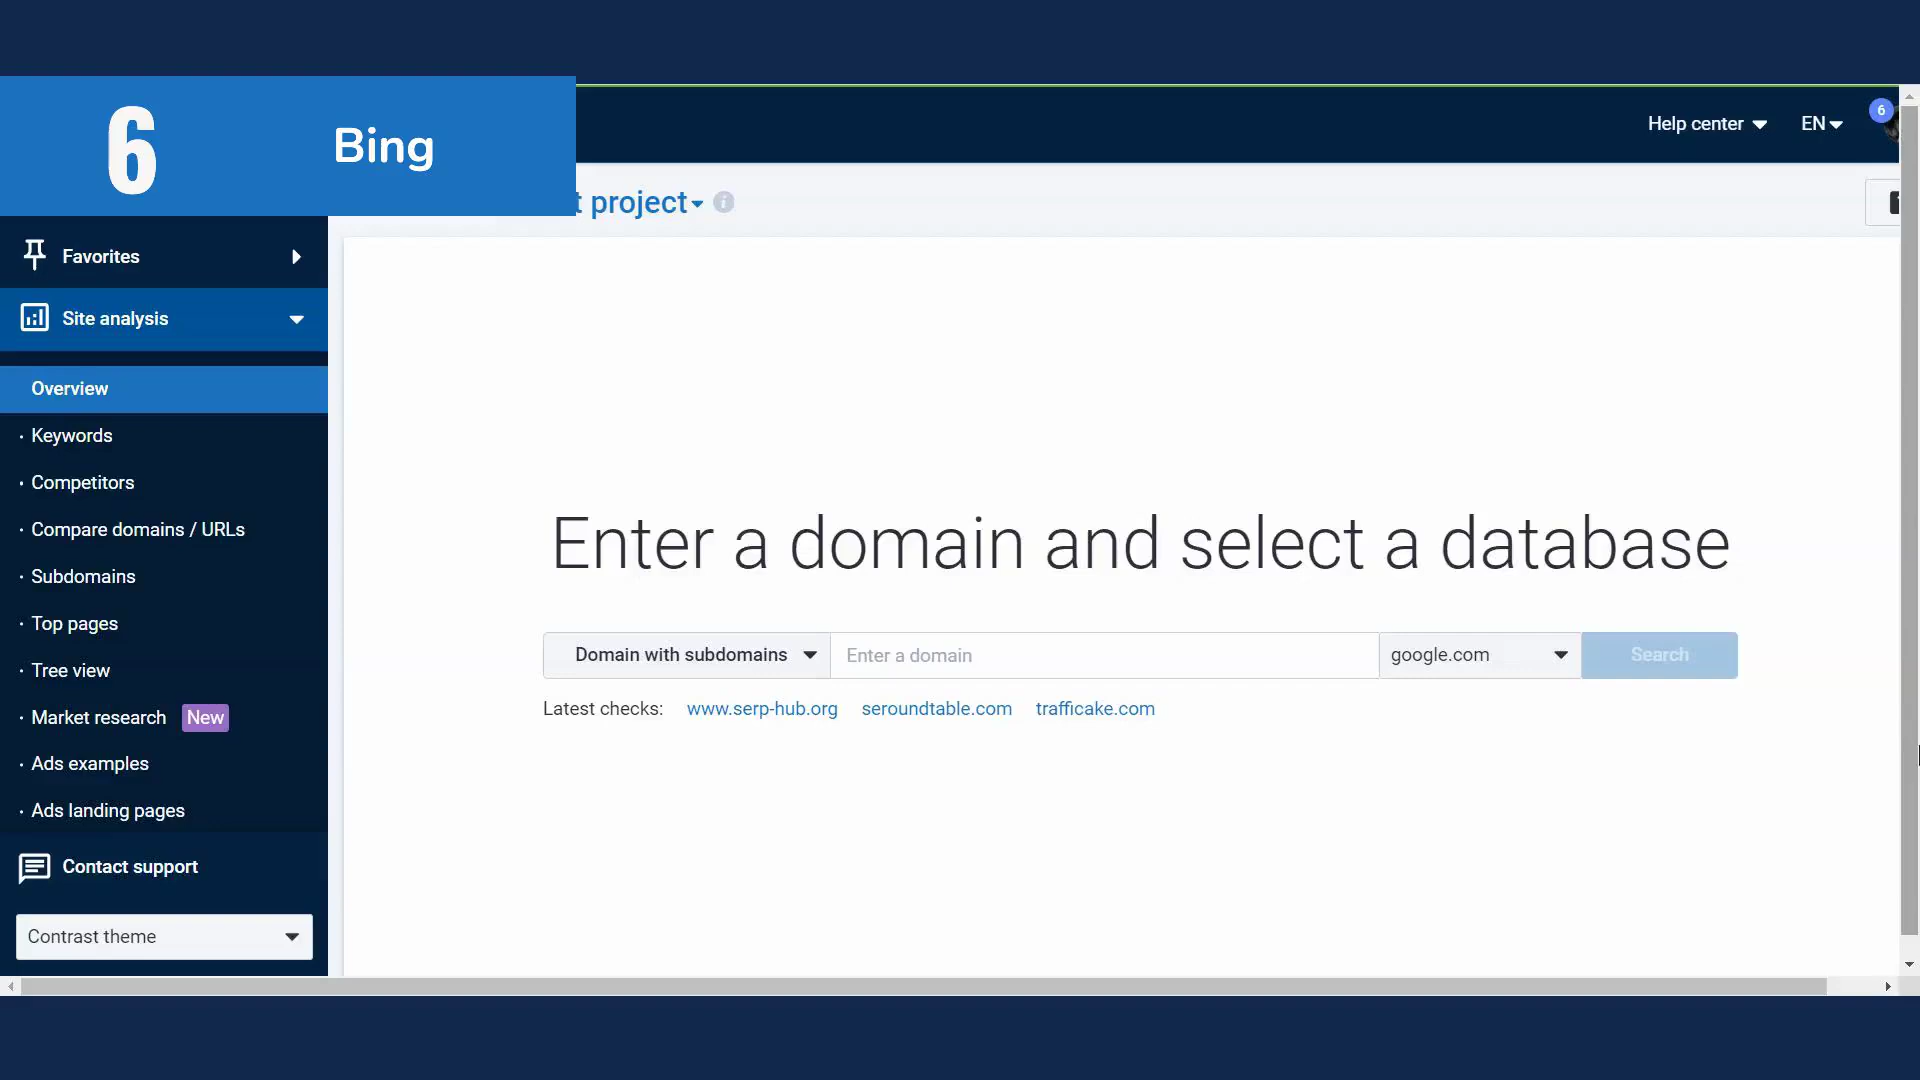 6 Bing
Help center EN 6
t project
Favorites
Site analysis
Overview
· Keywords
· Competitors
· Compare domains / URLs
· Subdomains
· Top pages
· Tree view
· Market research New
· Ads examples
· Ads landing pages
Contact support
Contrast theme
Enter a domain and select a database
Domain with subdomains Enter a domain google.com Search
Latest checks: www.serp-hub.org seroundtable.com trafficake.com